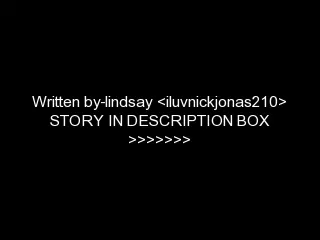 Written by-lindsay <iluvnickjonas210>
STORY IN DESCRIPTION BOX
>>>>>>>